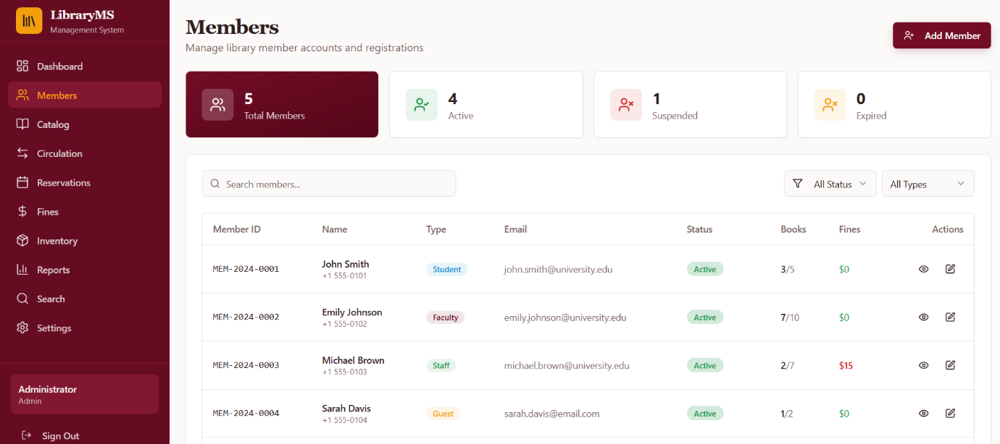 LibraryMS
Management System
Dashboard
Members
Catalog
Circulation
Reservations
Fines
Inventory
Reports
Search
Settings
Administrator
Admin
Sign Out
Members
Manage library member accounts and registrations
Add Member
5
Total Members
4
Active
1
Suspended
0
Expired
Search members...
All Status
All Types
Member ID Name Type Email Status Books Fines Actions
MEM-2024-0001 John Smith Student john.smith@university.edu Active 3/5 $0
+1 555-0101
MEM-2024-0002 Emily Johnson Faculty emily.johnson@university.edu Active 7/10 $0
+1 555-0102
MEM-2024-0003 Michael Brown Staff michael.brown@university.edu Active 2/7 $15
+1 555-0103
MEM-2024-0004 Sarah Davis Guest sarah.davis@email.com Active 1/2 $0
+1 555-0104